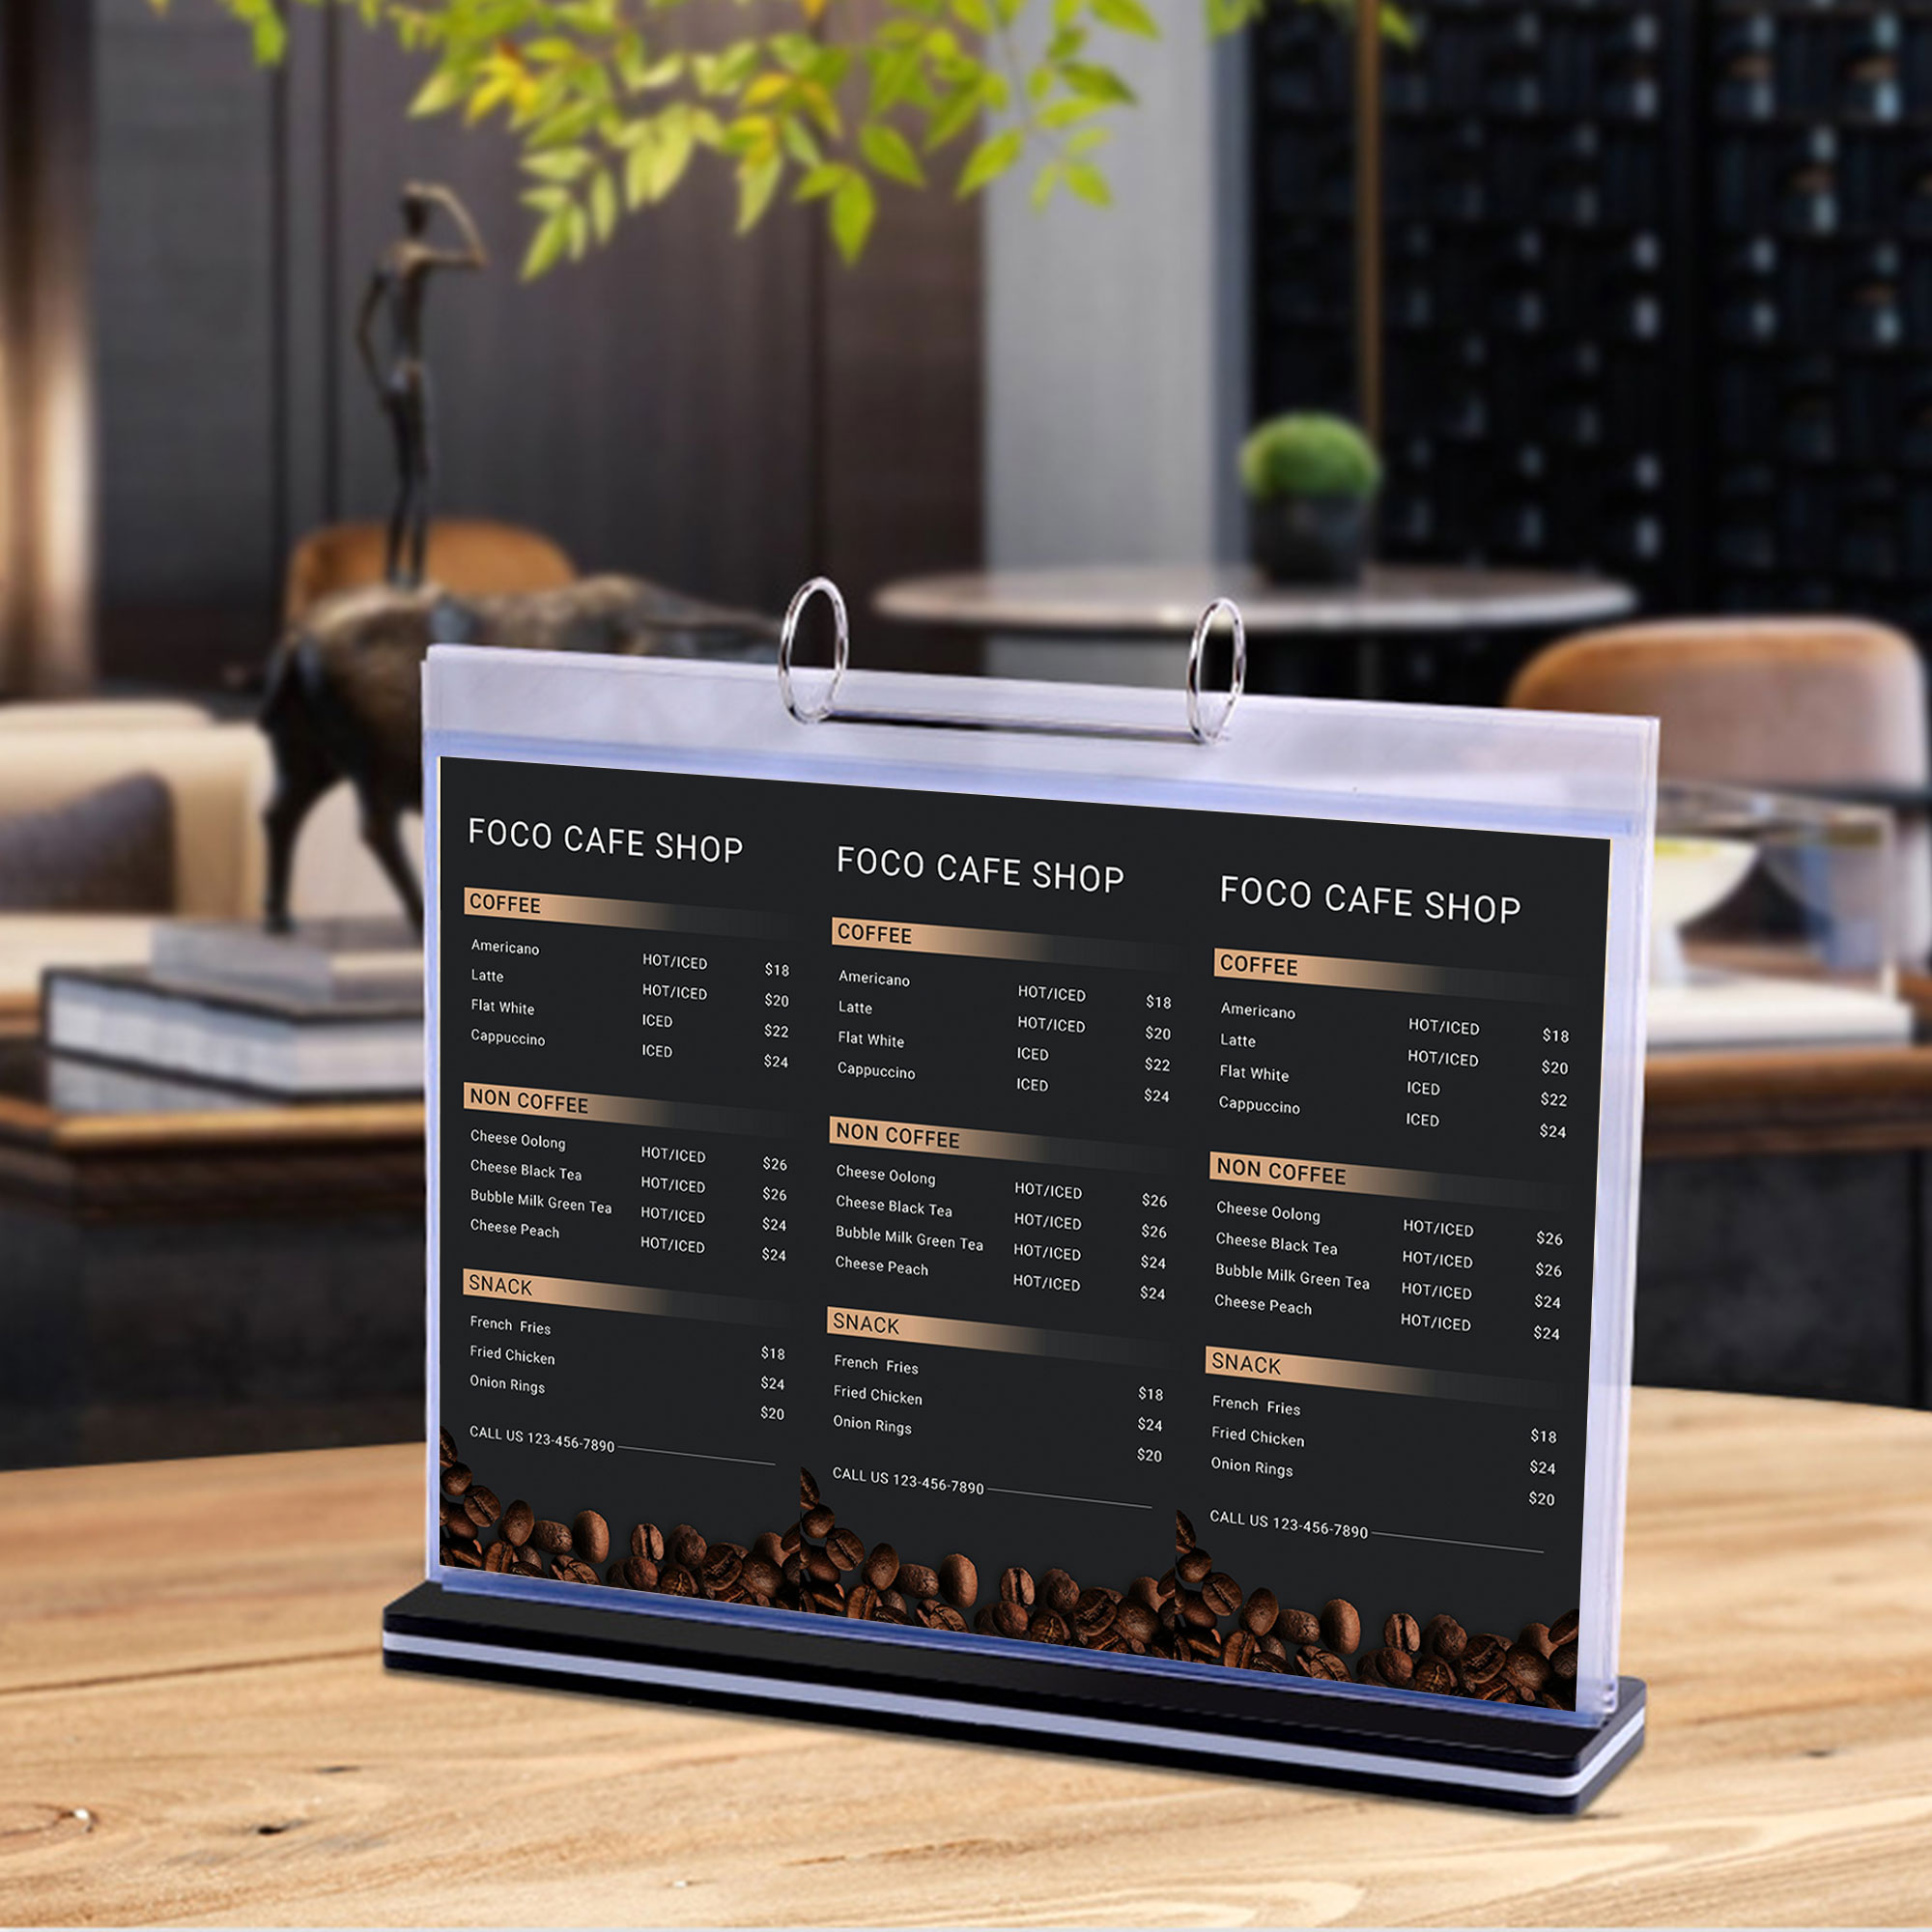 FOCO CAFE SHOP
COFFEE
Americano HOT/ICED $18
Latte HOT/ICED $20
Flat White ICED $22
Cappuccino ICED $24
NON COFFEE
Cheese Oolong HOT/ICED $26
Cheese Black Tea HOT/ICED $26
Bubble Milk Green Tea HOT/ICED $24
Cheese Peach HOT/ICED $24
SNACK
French Fries $18
Fried Chicken $24
Onion Rings $20
CALL US 123-456-7890
FOCO CAFE SHOP
COFFEE
Americano HOT/ICED $18
Latte HOT/ICED $20
Flat White ICED $22
Cappuccino ICED $24
NON COFFEE
Cheese Oolong HOT/ICED $26
Cheese Black Tea HOT/ICED $26
Bubble Milk Green Tea HOT/ICED $24
Cheese Peach HOT/ICED $24
SNACK
French Fries $18
Fried Chicken $24
Onion Rings $20
CALL US 123-456-7890
FOCO CAFE SHOP
COFFEE
Americano HOT/ICED $18
Latte HOT/ICED $20
Flat White ICED $22
Cappuccino ICED $24
NON COFFEE
Cheese Oolong HOT/ICED $26
Cheese Black Tea HOT/ICED $26
Bubble Milk Green Tea HOT/ICED $24
Cheese Peach HOT/ICED $24
SNACK
French Fries $18
Fried Chicken $24
Onion Rings $20
CALL US 123-456-7890